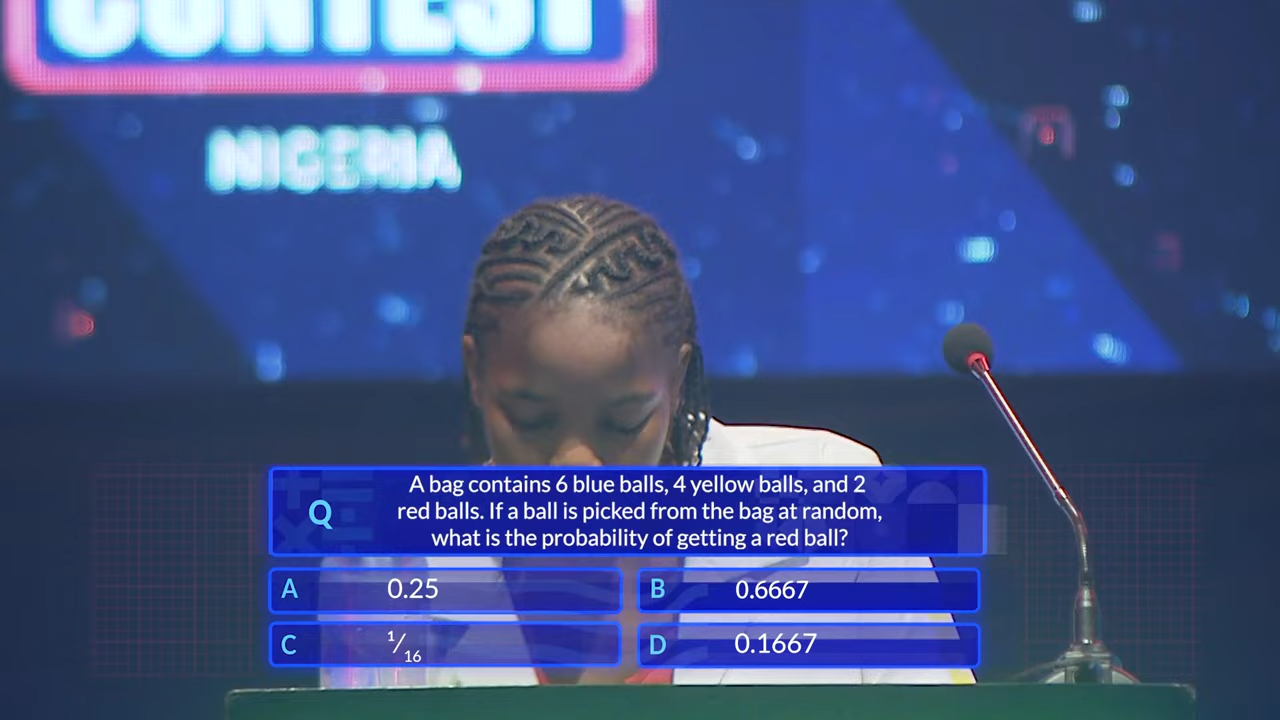 CONTEST
NIGERIA
Q
A bag contains 6 blue balls, 4 yellow balls, and 2
red balls. If a ball is picked from the bag at random,
what is the probability of getting a red ball?
A 0.25
B 0.6667
C 1/16
D 0.1667